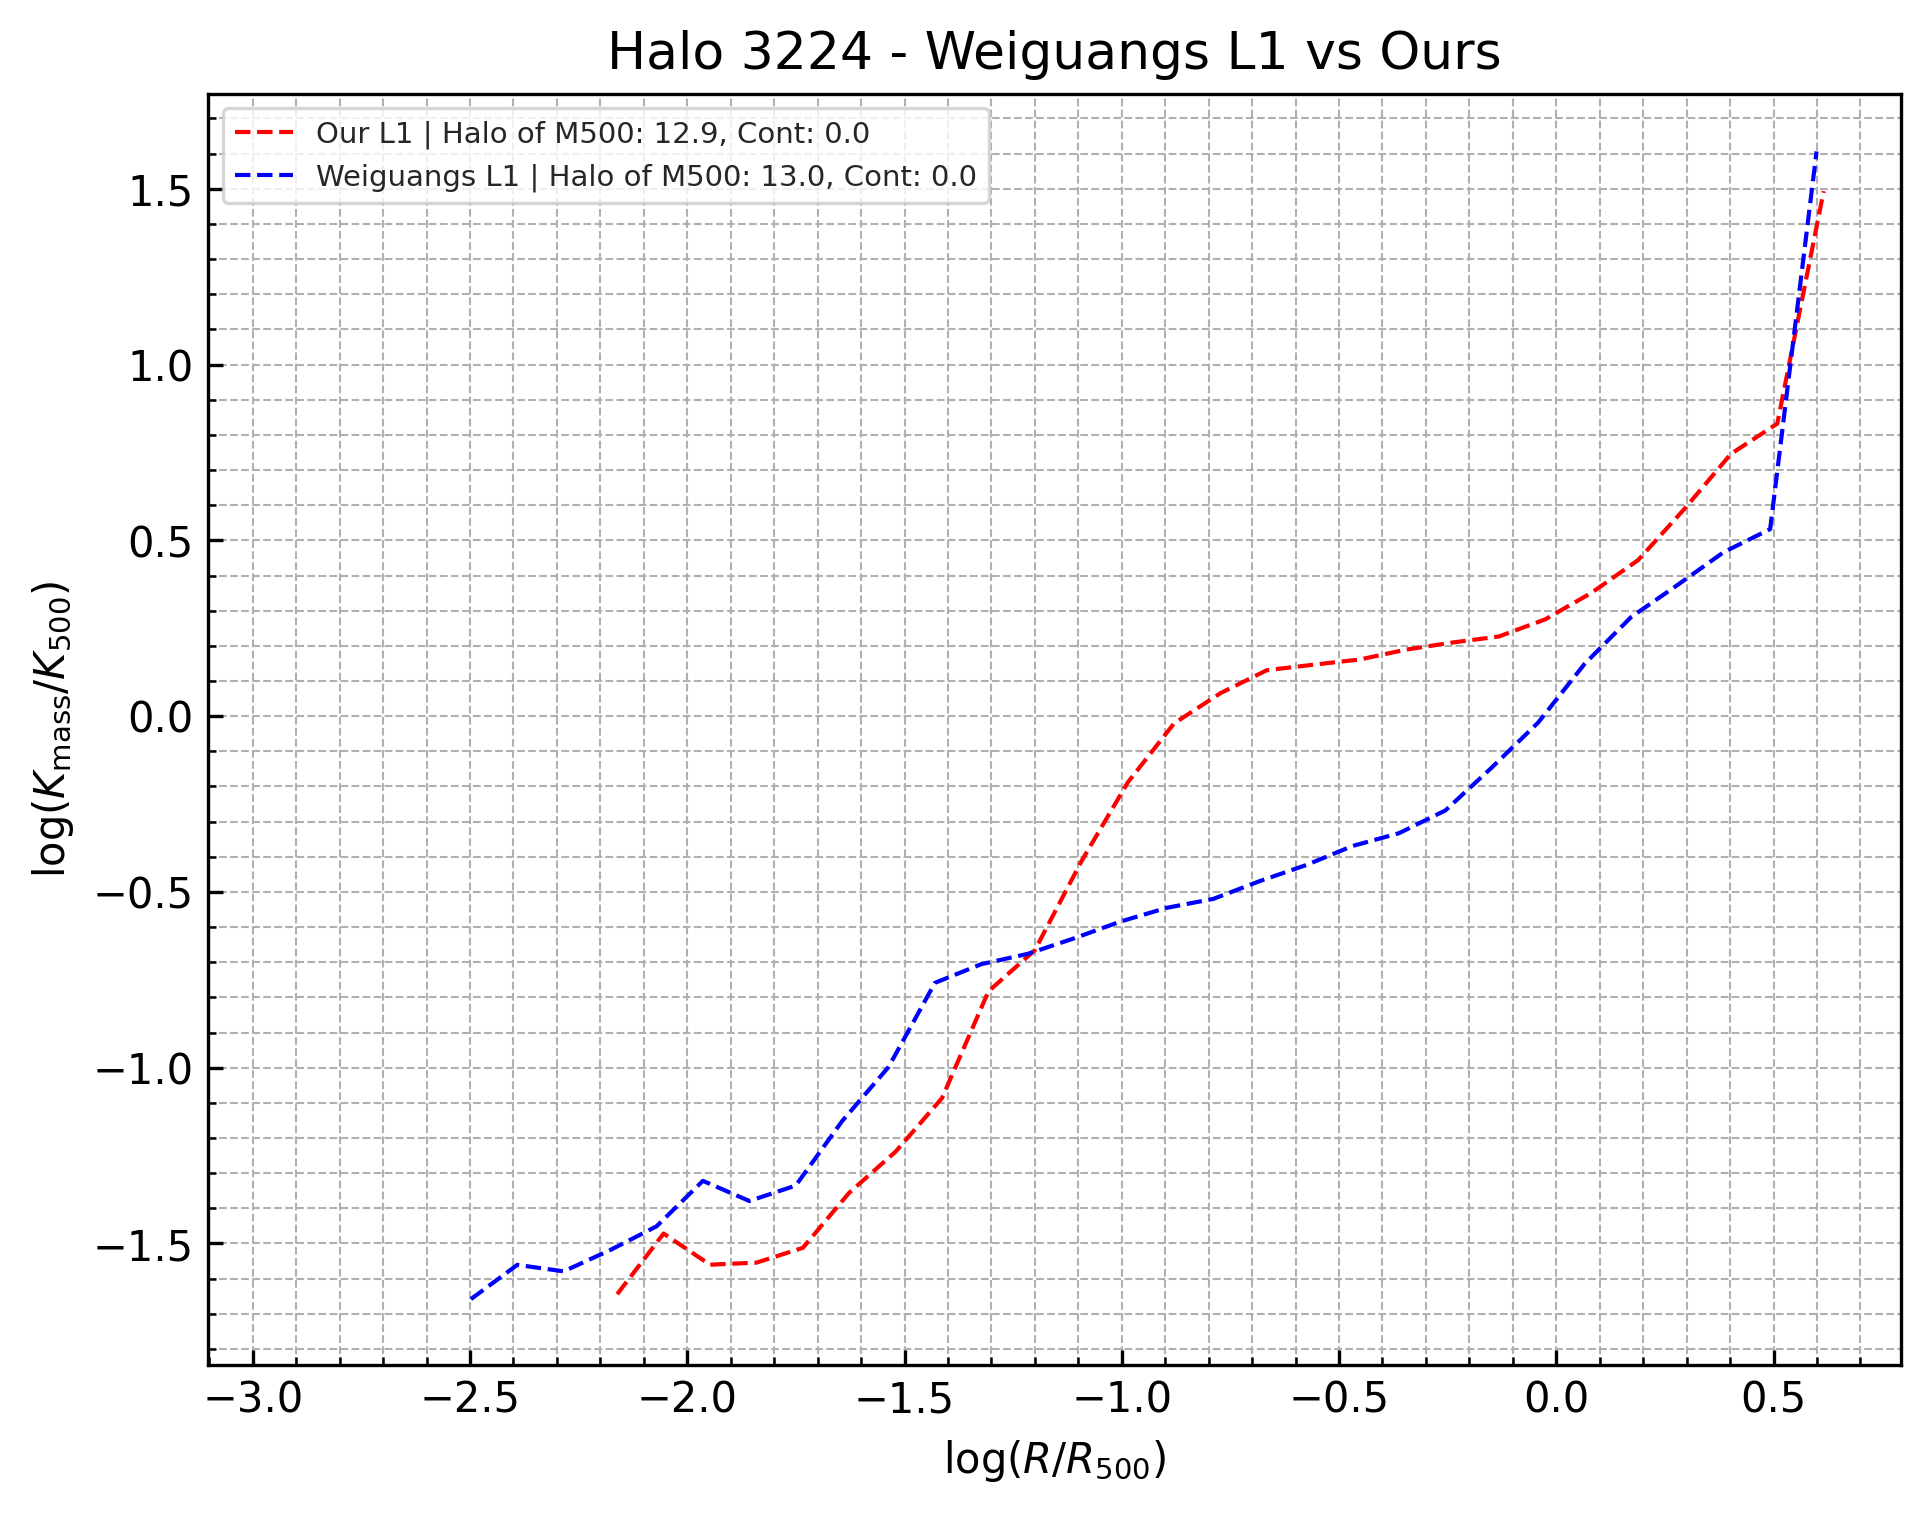 Halo 3224 - Weiguangs L1 vs Ours
Our L1 | Halo of M500: 12.9, Cont: 0.0
Weiguangs L1 | Halo of M500: 13.0, Cont: 0.0
1.5
1.0
0.5
0.0
−0.5
−1.0
−1.5
log(K_mass/K_500)
−3.0 −2.5 −2.0 −1.5 −1.0 −0.5 0.0 0.5
log(R/R_500)